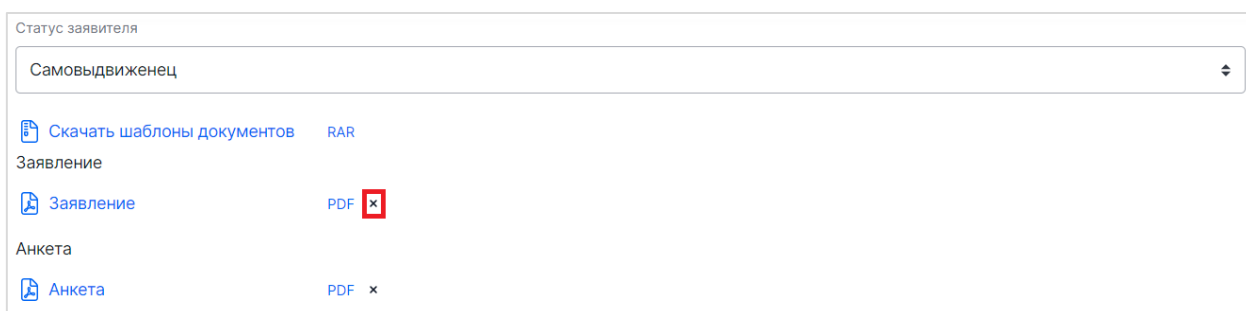 Статус заявителя
Самовыдвиженец
Скачать шаблоны документов RAR
Заявление
Заявление PDF ×
Анкета
Анкета PDF ×